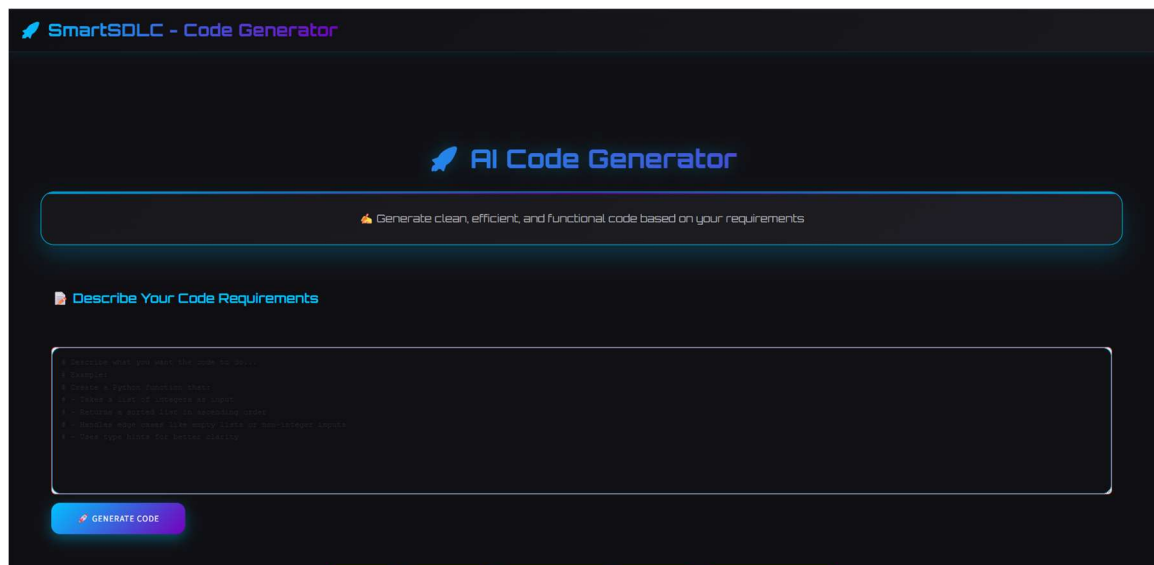 🚀 SmartSDLC - Code Generator
🚀 AI Code Generator
✍️ Generate clean, efficient, and functional code based on your requirements
📝 Describe Your Code Requirements
# Describe what you want the code to do...
# Example:
# Create a Python function that:
# - Takes a list of integers as input
# - Returns a sorted list in ascending order
# - Handles edge cases like empty lists or non-integer inputs
# - Uses type hints for better clarity
🚀 GENERATE CODE